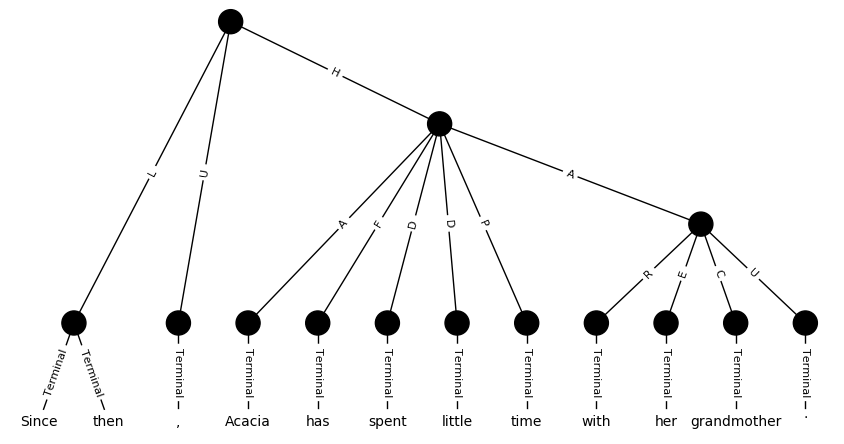 H
L U
A F D D P A
R E C U
Terminal Terminal Terminal Terminal Terminal Terminal Terminal Terminal Terminal Terminal Terminal Terminal
Since then , Acacia has spent little time with her grandmother .